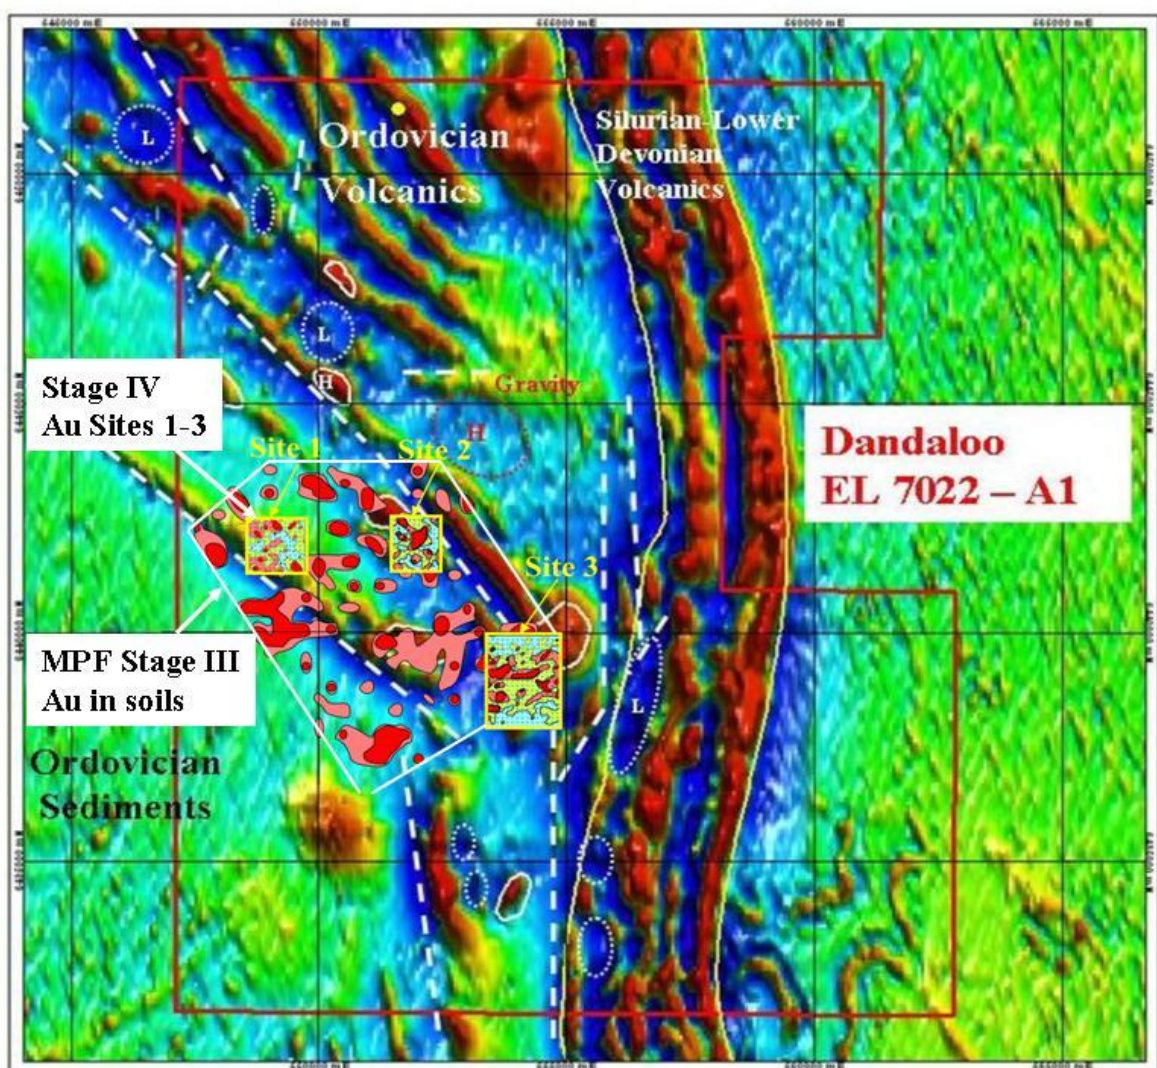 Ordovician
Volcanics
Silurian-Lower
Devonian
Volcanics
L
L
H
Gravity
H
Stage IV
Au Sites 1-3
Site 1
Site 2
Site 3
Dandaloo
EL 7022 – A1
MPF Stage III
Au in soils
L
Ordovician
Sediments